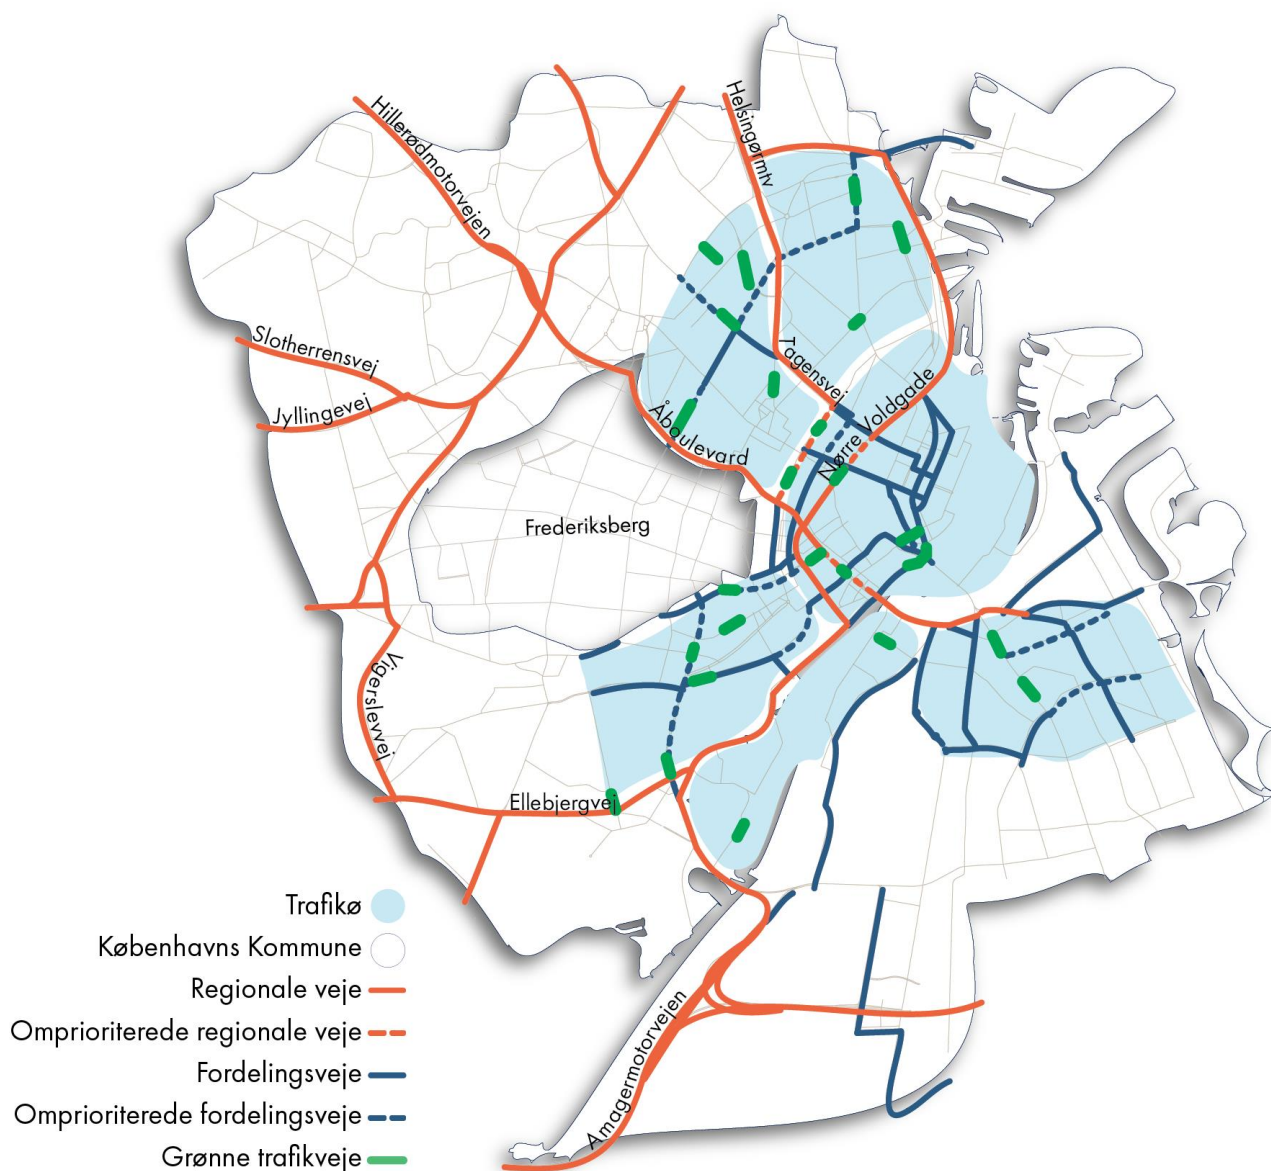 Hillerødmotorvejen
Helsingørmtv
Slotherrensvej
Jyllingevej
Tagensvej
Nørre Voldgade
Åboulevard
Frederiksberg
Vigerslevvej
Ellebjergvej
Amagermotorvejen
Trafikø
Københavns Kommune
Regionale veje
Omprioriterede regionale veje
Fordelingsveje
Omprioriterede fordelingsveje
Grønne trafikveje